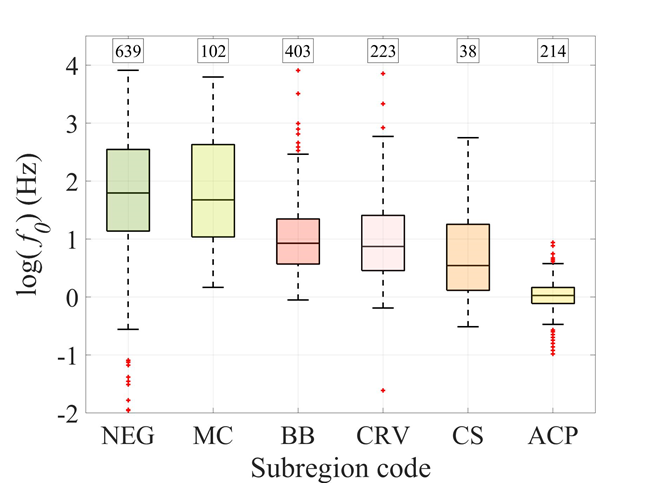 639 102 403 223 38 214
4
3
2
1
0
-1
-2
log(f0) (Hz)
NEG MC BB CRV CS ACP
Subregion code